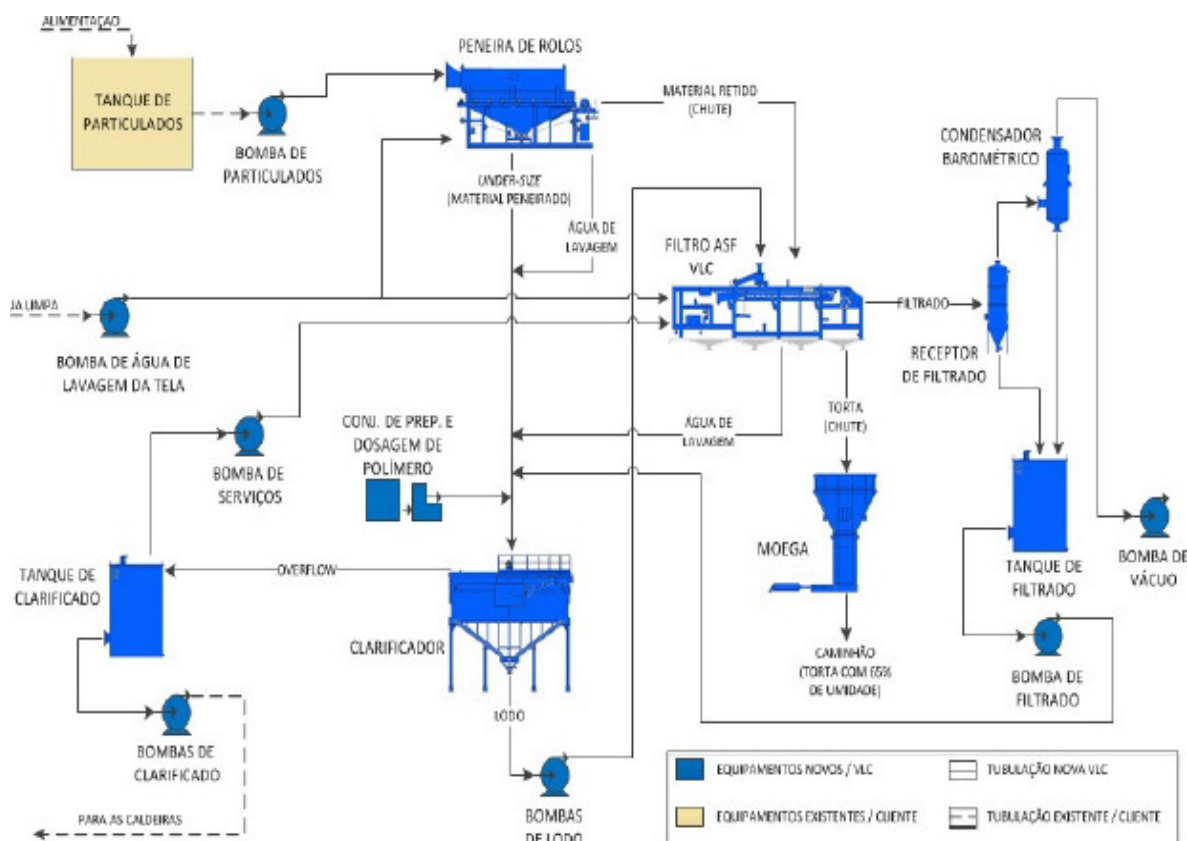 ALIMENTAÇÃO
TANQUE DE
PARTICULADOS
BOMBA DE
PARTICULADOS
PENEIRA DE ROLOS
MATERIAL RETIDO
(CHUTE)
UNDER-SIZE
(MATERIAL PENEIRADO)
ÁGUA DE
LAVAGEM
CONDENSADOR
BAROMÉTRICO
FILTRO ASF
VLC
FILTRADO
RECEPTOR
DE FILTRADO
UA LIMPA
BOMBA DE ÁGUA DE
LAVAGEM DA TELA
BOMBA DE
SERVIÇOS
CONJ. DE PREP. E
DOSAGEM DE
POLÍMERO
ÁGUA DE
LAVAGEM
TORTA
(CHUTE)
MOEGA
TANQUE DE
FILTRADO
BOMBA DE
VÁCUO
TANQUE DE
CLARIFICADO
OVERFLOW
CLARIFICADOR
CAMINHÃO
(TORTA COM 65%
DE UMIDADE)
BOMBA DE
FILTRADO
LODO
BOMBAS DE
CLARIFICADO
BOMBAS
DE LODO
PARA AS CALDEIRAS
EQUIPAMENTOS NOVOS / VLC
TUBULAÇÃO NOVA VLC
EQUIPAMENTOS EXISTENTES / CLIENTE
TUBULAÇÃO EXISTENTE / CLIENTE